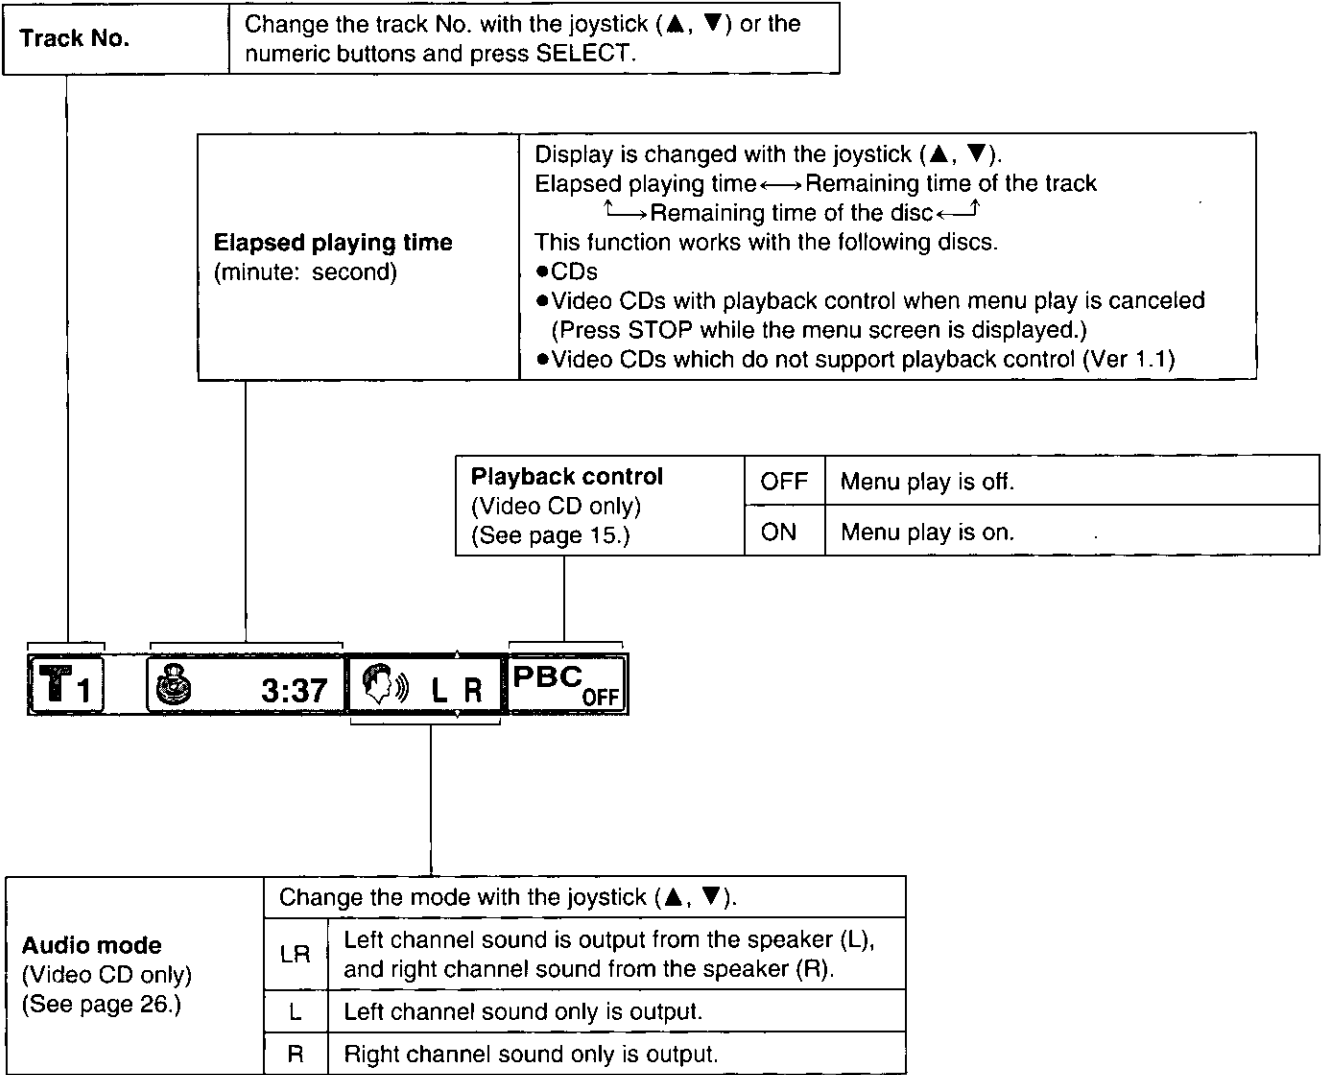 Track No.
Change the track No. with the joystick (▲, ▼) or the
numeric buttons and press SELECT.
Elapsed playing time
(minute: second)
Display is changed with the joystick (▲, ▼).
Elapsed playing time←→Remaining time of the track
↑→Remaining time of the disc←↑
This function works with the following discs.
●CDs
●Video CDs with playback control when menu play is canceled
(Press STOP while the menu screen is displayed.)
●Video CDs which do not support playback control (Ver 1.1)
Playback control
(Video CD only)
(See page 15.)
OFF Menu play is off.
ON Menu play is on.
T1 3:37 L R PBC OFF
Audio mode
(Video CD only)
(See page 26.)
Change the mode with the joystick (▲, ▼).
LR Left channel sound is output from the speaker (L),
and right channel sound from the speaker (R).
L Left channel sound only is output.
R Right channel sound only is output.